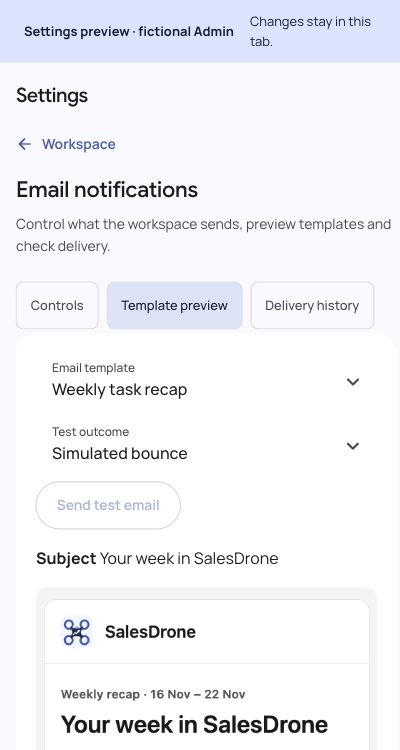 Settings preview · fictional Admin
Changes stay in this
tab.
Settings
Workspace
Email notifications
Control what the workspace sends, preview templates and
check delivery.
Controls
Template preview
Delivery history
Email template
Weekly task recap
Test outcome
Simulated bounce
Send test email
Subject Your week in SalesDrone
SalesDrone
Weekly recap · 16 Nov – 22 Nov
Your week in SalesDrone